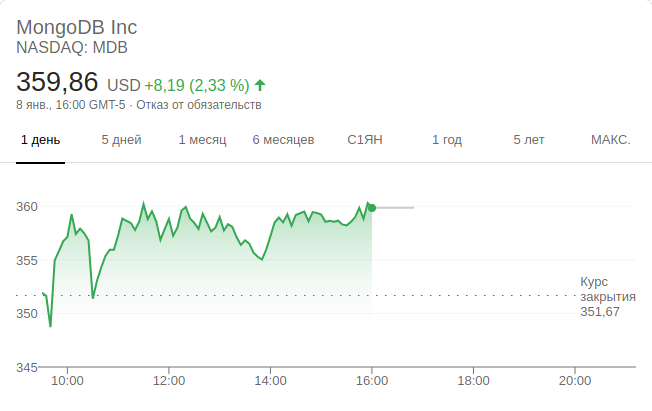 MongoDB Inc
NASDAQ: MDB
359,86 USD +8,19 (2,33 %)
8 янв., 16:00 GMT-5 · Отказ от обязательств
1 день 5 дней 1 месяц 6 месяцев С1ЯН 1 год 5 лет МАКС.
360
355
350
345
Курс
закрытия
351,67
10:00 12:00 14:00 16:00 18:00 20:00